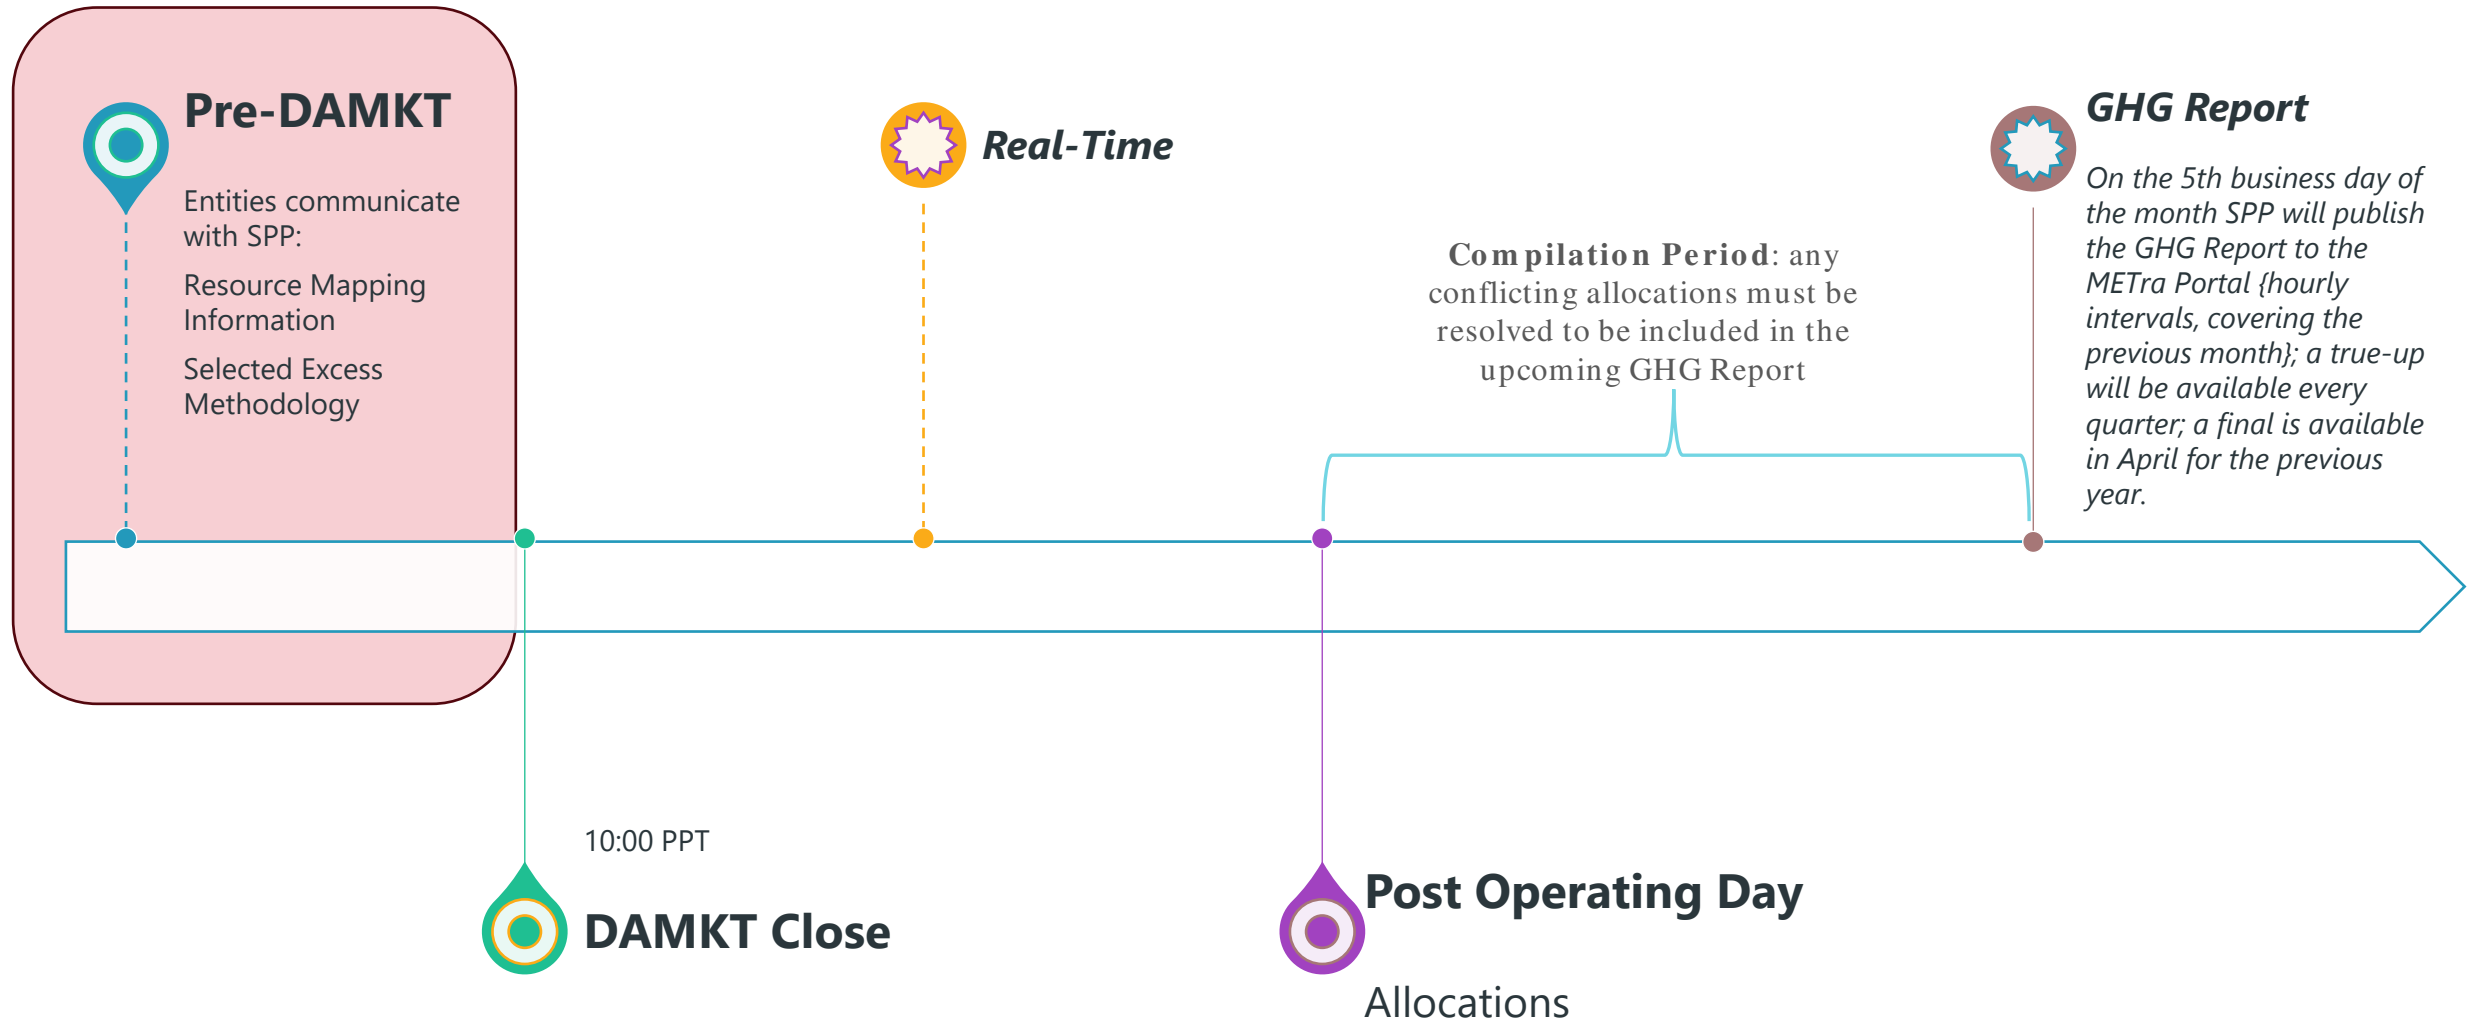 Pre-DAMKT
Entities communicate
with SPP:
Resource Mapping
Information
Selected Excess
Methodology
Real-Time
Compilation Period: any
conflicting allocations must be
resolved to be included in the
upcoming GHG Report
GHG Report
On the 5th business day of
the month SPP will publish
the GHG Report to the
METra Portal {hourly
intervals, covering the
previous month}; a true-up
will be available every
quarter; a final is available
in April for the previous
year.
10:00 PPT
DAMKT Close
Post Operating Day
Allocations